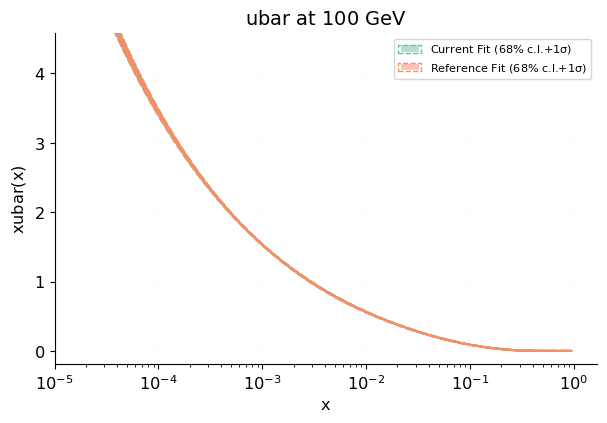 ubar at 100 GeV
Current Fit (68% c.l.+1σ)
Reference Fit (68% c.l.+1σ)
xubar(x)
4
3
2
1
0
10⁻⁵ 10⁻⁴ 10⁻³ 10⁻² 10⁻¹ 10⁰
x